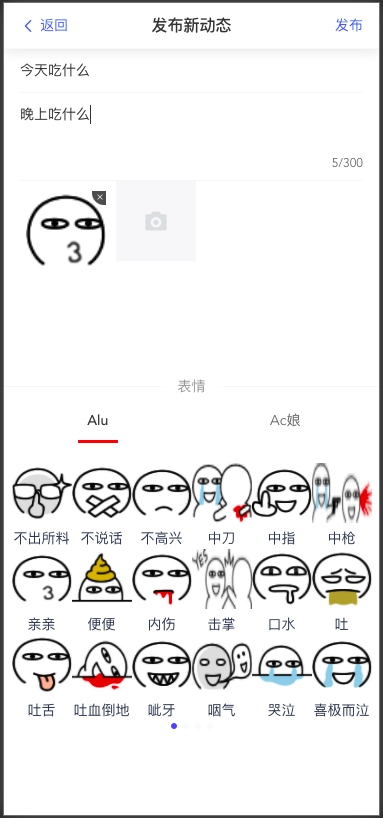 返回 发布新动态 发布
今天吃什么
晚上吃什么
5/300
3
表情
Alu Ac娘
不出所料 不说话 不高兴 中刀 中指 中枪
3 YES
亲亲 便便 内伤 击掌 口水 吐
吐舌 吐血倒地 呲牙 咽气 哭泣 喜极而泣